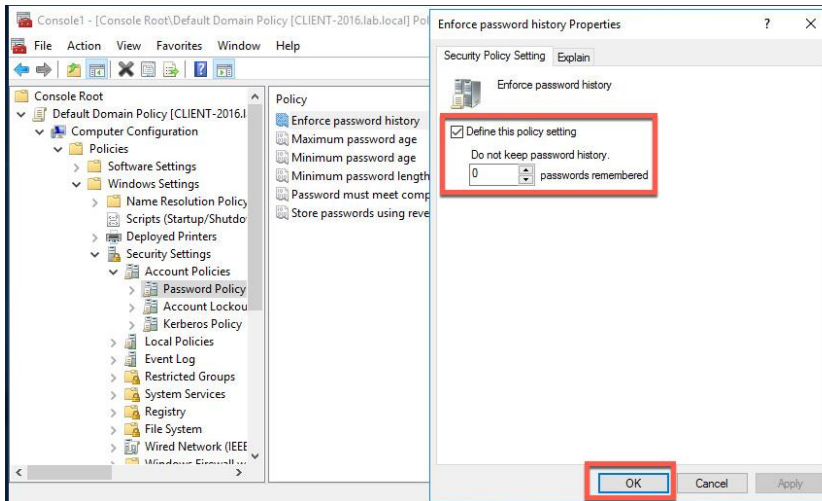 Console1 - [Console Root\Default Domain Policy [CLIENT-2016.lab.local] Pol
File Action View Favorites Window Help
Console Root
Default Domain Policy [CLIENT-2016.l
Computer Configuration
Policies
Software Settings
Windows Settings
Name Resolution Policy
Scripts (Startup/Shutdo
Deployed Printers
Security Settings
Account Policies
Password Policy
Account Lockou
Kerberos Policy
Local Policies
Event Log
Restricted Groups
System Services
Registry
File System
Wired Network (IEEE
Windows Firewall w
Policy
Enforce password history
Maximum password age
Minimum password age
Minimum password length
Password must meet comp
Store passwords using reve
Enforce password history Properties
? X
Security Policy Setting Explain
Enforce password history
Define this policy setting
Do not keep password history.
0 passwords remembered
OK Cancel Apply